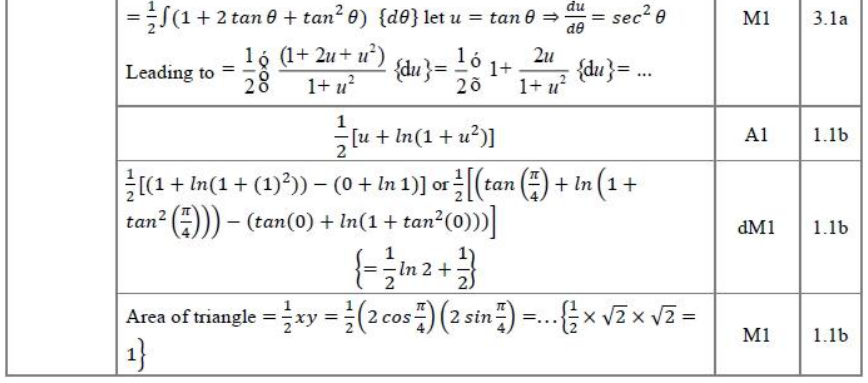 = 1/2 ∫(1 + 2 tan θ + tan² θ) {dθ} let u = tan θ ⇒ du/dθ = sec² θ M1 3.1a
Leading to = 1/2 ó õ (1+ 2u+ u²)/(1+ u²) {du}= 1/2 ó õ 1+ 2u/(1+ u²) {du}= ...
1/2 [u + ln(1 + u²)] A1 1.1b
1/2 [(1 + ln(1 + (1)²)) − (0 + ln 1)] or 1/2 [(tan (π/4) + ln (1 +
tan² (π/4))) − (tan(0) + ln(1 + tan²(0)))] dM1 1.1b
{= 1/2 ln 2 + 1/2}
Area of triangle = 1/2 xy = 1/2 (2 cos π/4) (2 sin π/4) =...{1/2 × √2 × √2 = M1 1.1b
1}